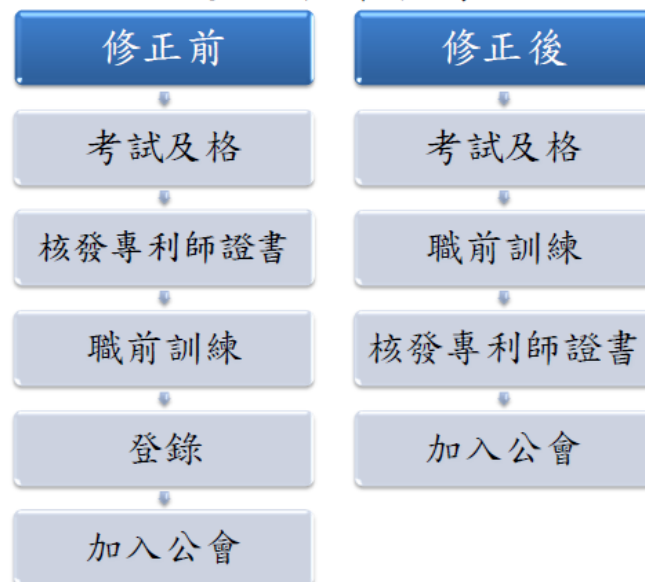 修正前
考試及格
核發專利師證書
職前訓練
登錄
加入公會
修正後
考試及格
職前訓練
核發專利師證書
加入公會